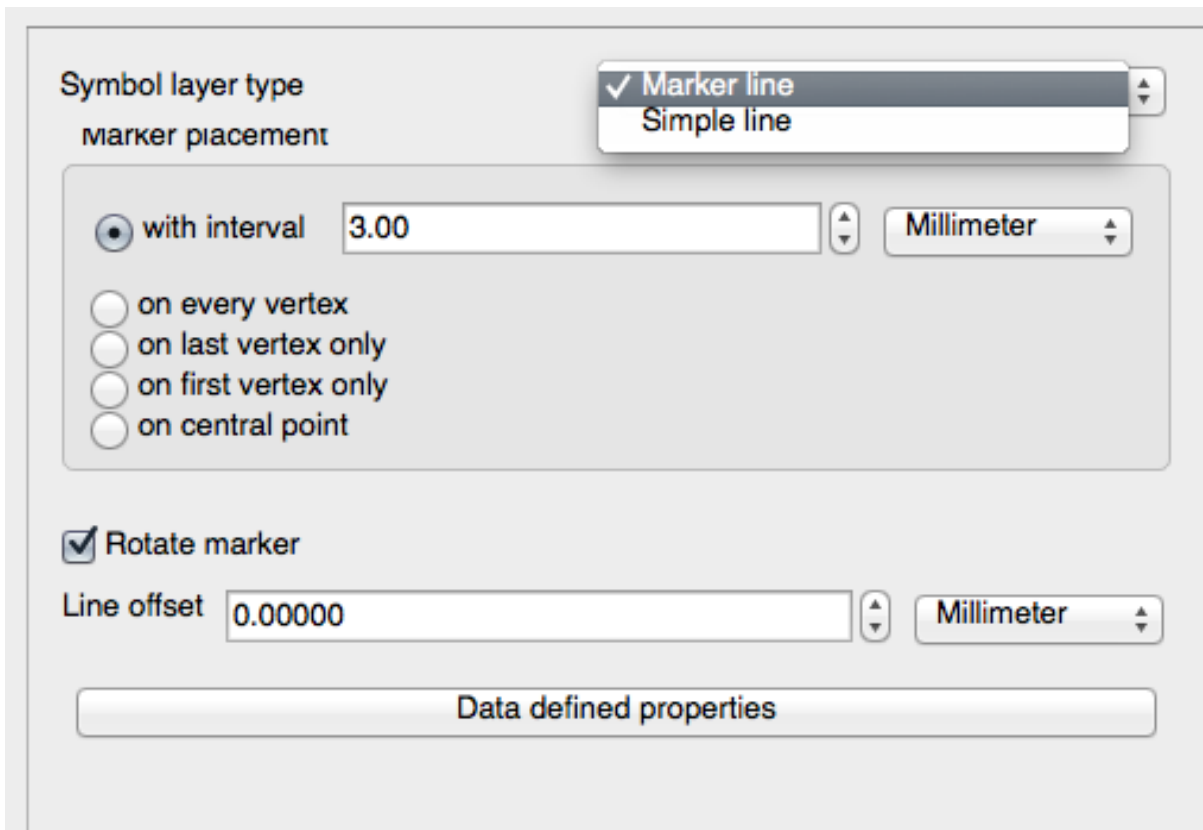 Symbol layer type
Marker line
Simple line
Marker placement
with interval 3.00 Millimeter
on every vertex
on last vertex only
on first vertex only
on central point
Rotate marker
Line offset 0.00000 Millimeter
Data defined properties